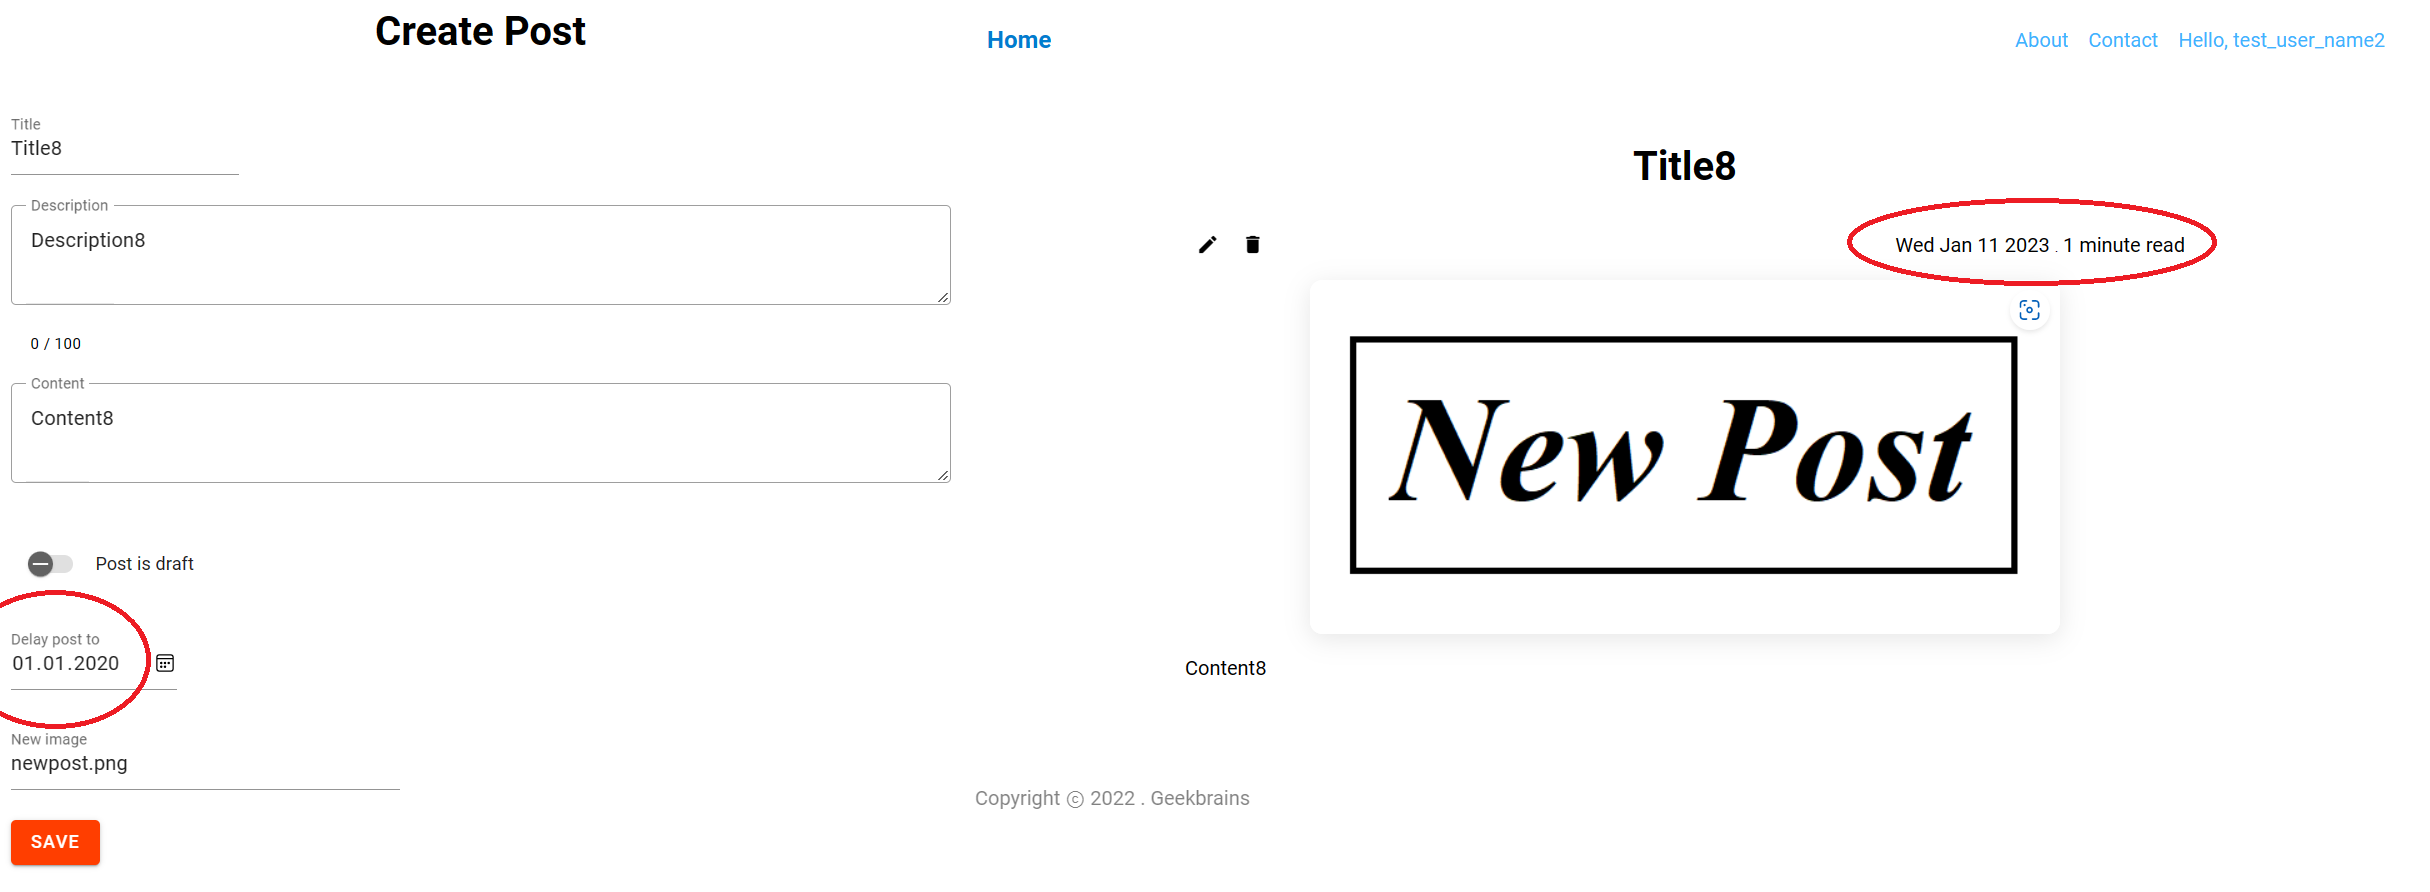 Create Post
Title
Title8
Description
Description8
0 / 100
Content
Content8
Post is draft
Delay post to
01.01.2020
New image
newpost.png
SAVE
Home
About Contact Hello, test_user_name2
Title8
Wed Jan 11 2023 . 1 minute read
New Post
Content8
Copyright © 2022 . Geekbrains